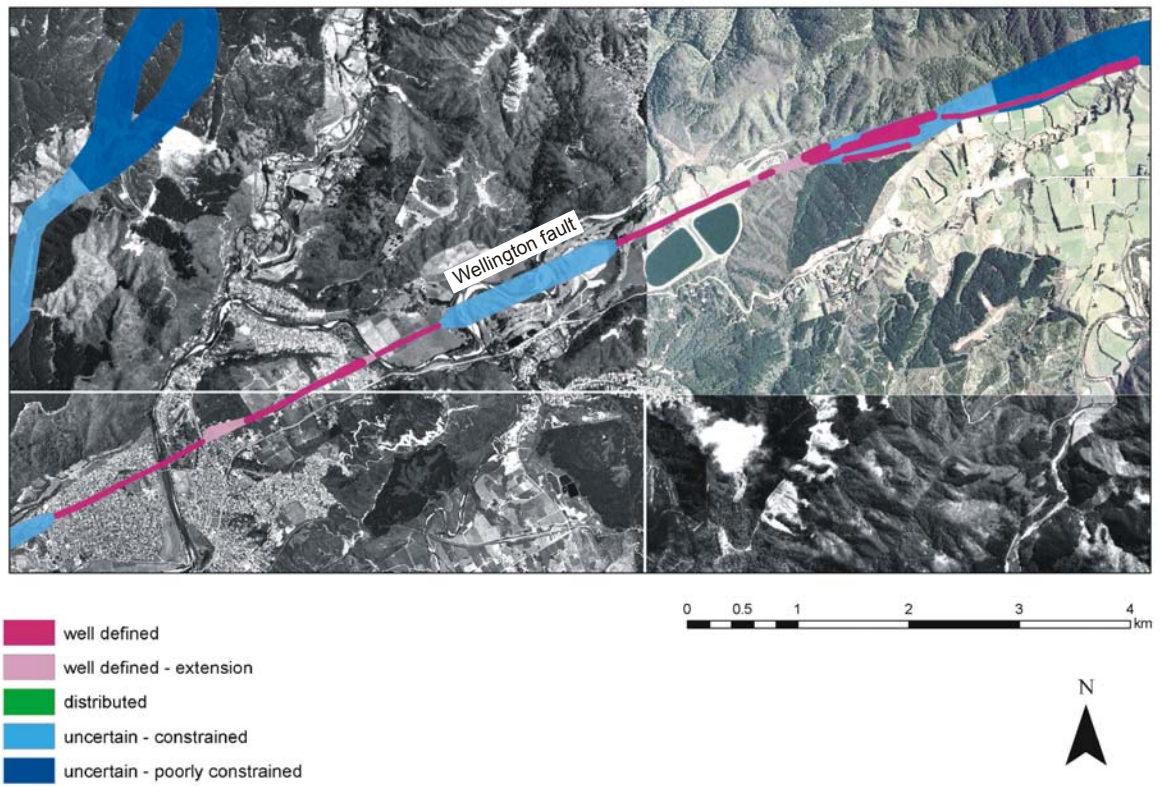 Wellington fault
well defined
well defined - extension
distributed
uncertain - constrained
uncertain - poorly constrained
0 0.5 1 2 3 4
km
N